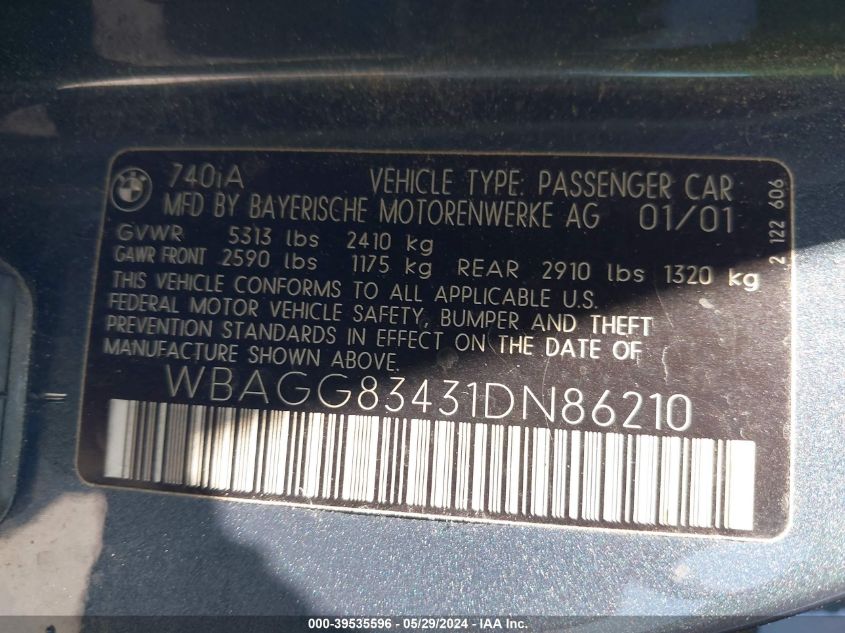 BMW
740iA VEHICLE TYPE: PASSENGER CAR
MFD BY BAYERISCHE MOTORENWERKE AG 01/01
GVWR 5313 lbs 2410 kg
GAWR FRONT 2590 lbs 1175 kg REAR 2910 lbs 1320 kg
THIS VEHICLE CONFORMS TO ALL APPLICABLE U.S.
FEDERAL MOTOR VEHICLE SAFETY, BUMPER AND THEFT
PREVENTION STANDARDS IN EFFECT ON THE DATE OF
MANUFACTURE SHOWN ABOVE.
WBAGG83431DN86210
2 122 606
000-39535596 - 05/29/2024 - IAA, Inc.